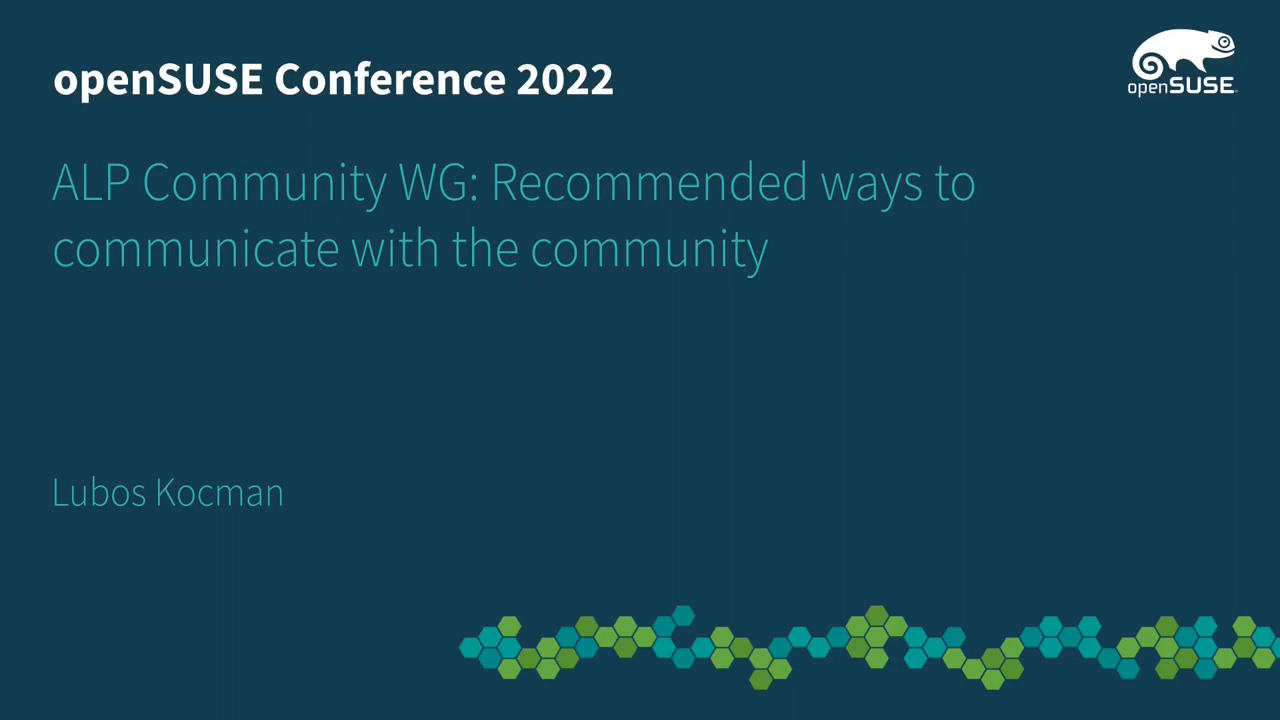 openSUSE Conference 2022
openSUSE
ALP Community WG: Recommended ways to
communicate with the community
Lubos Kocman